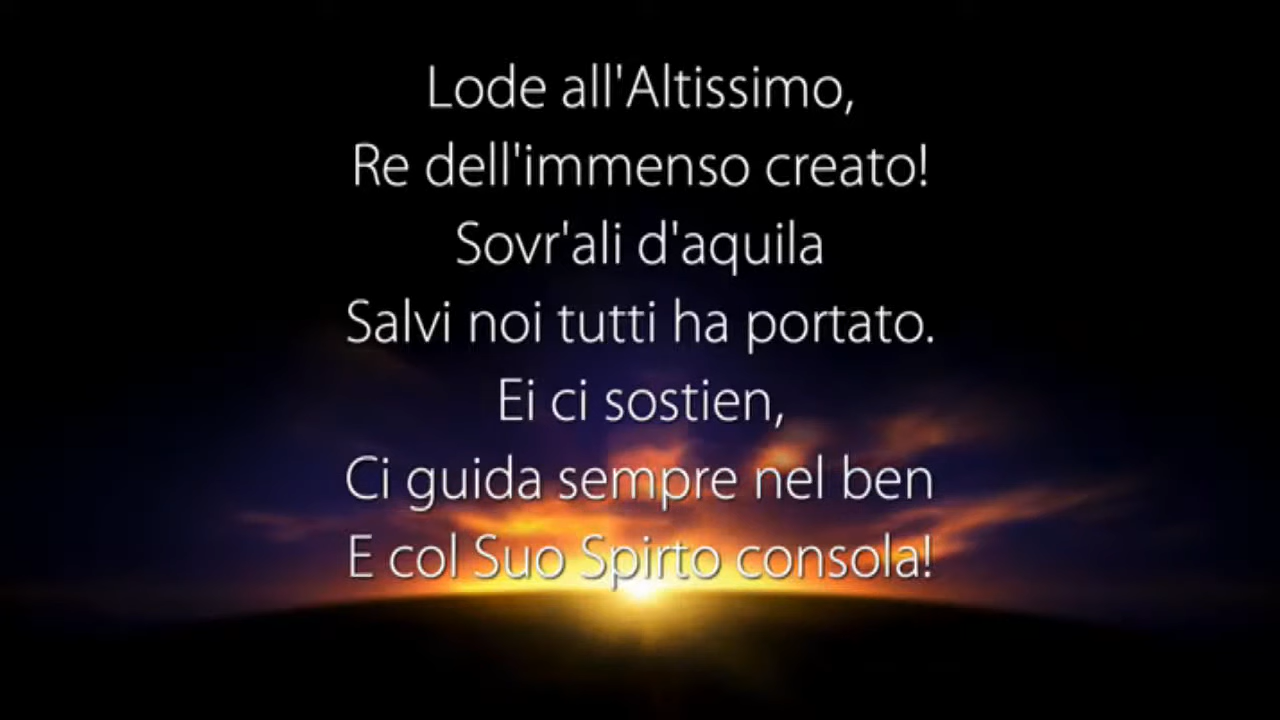 Lode all'Altissimo,
Re dell'immenso creato!
Sovr'ali d'aquila
Salvi noi tutti ha portato.
Ei ci sostien,
Ci guida sempre nel ben
E col Suo Spirto consola!